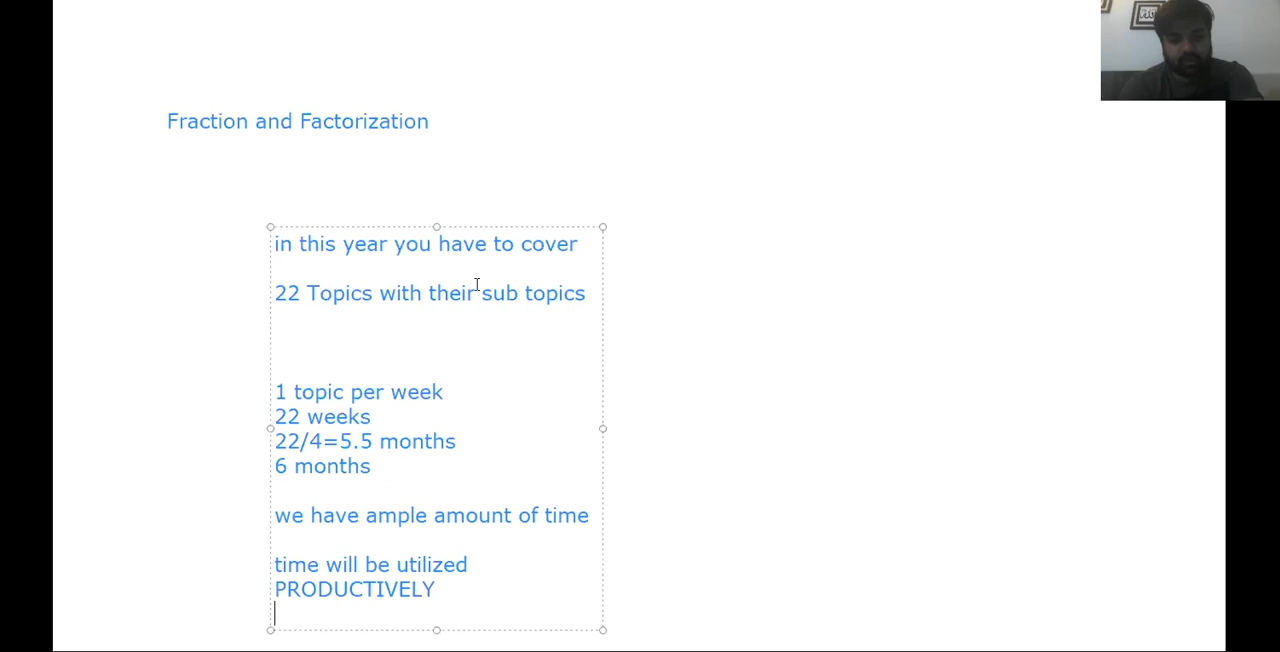 Fraction and Factorization
in this year you have to cover
22 Topics with their sub topics
1 topic per week
22 weeks
22/4=5.5 months
6 months
we have ample amount of time
time will be utilized
PRODUCTIVELY